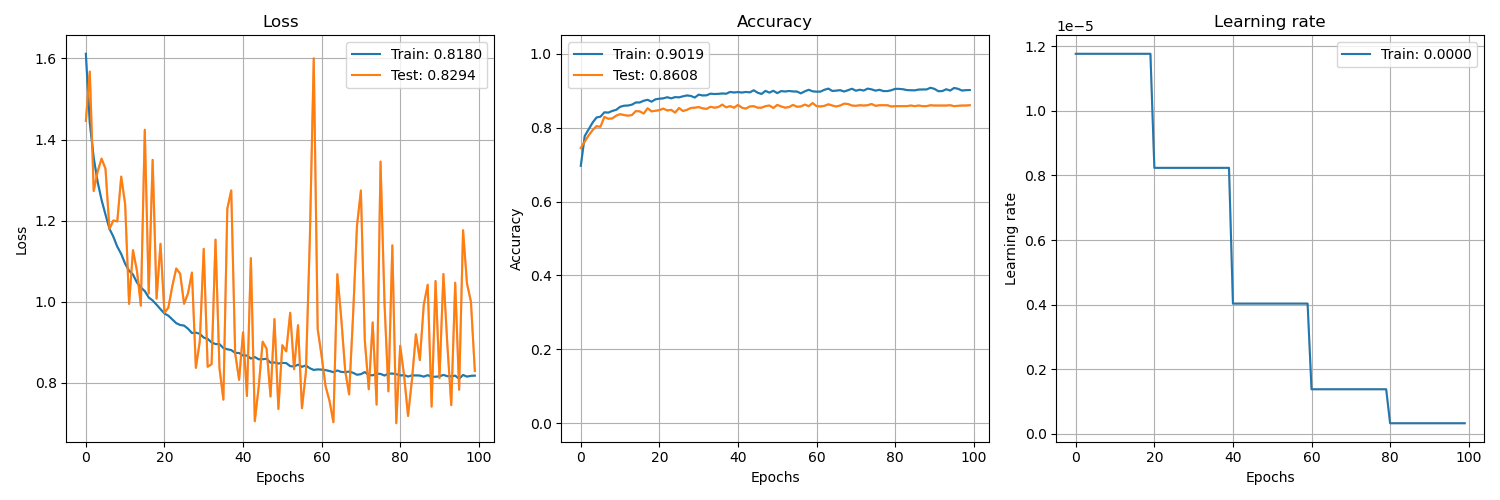 Loss
Train: 0.8180
Test: 0.8294
1.6
1.4
1.2
1.0
0.8
Loss
0 20 40 60 80 100
Epochs
Accuracy
Train: 0.9019
Test: 0.8608
1.0
0.8
0.6
0.4
0.2
0.0
Accuracy
0 20 40 60 80 100
Epochs
Learning rate
1e−5
Train: 0.0000
1.2
1.0
0.8
0.6
0.4
0.2
0.0
Learning rate
0 20 40 60 80 100
Epochs